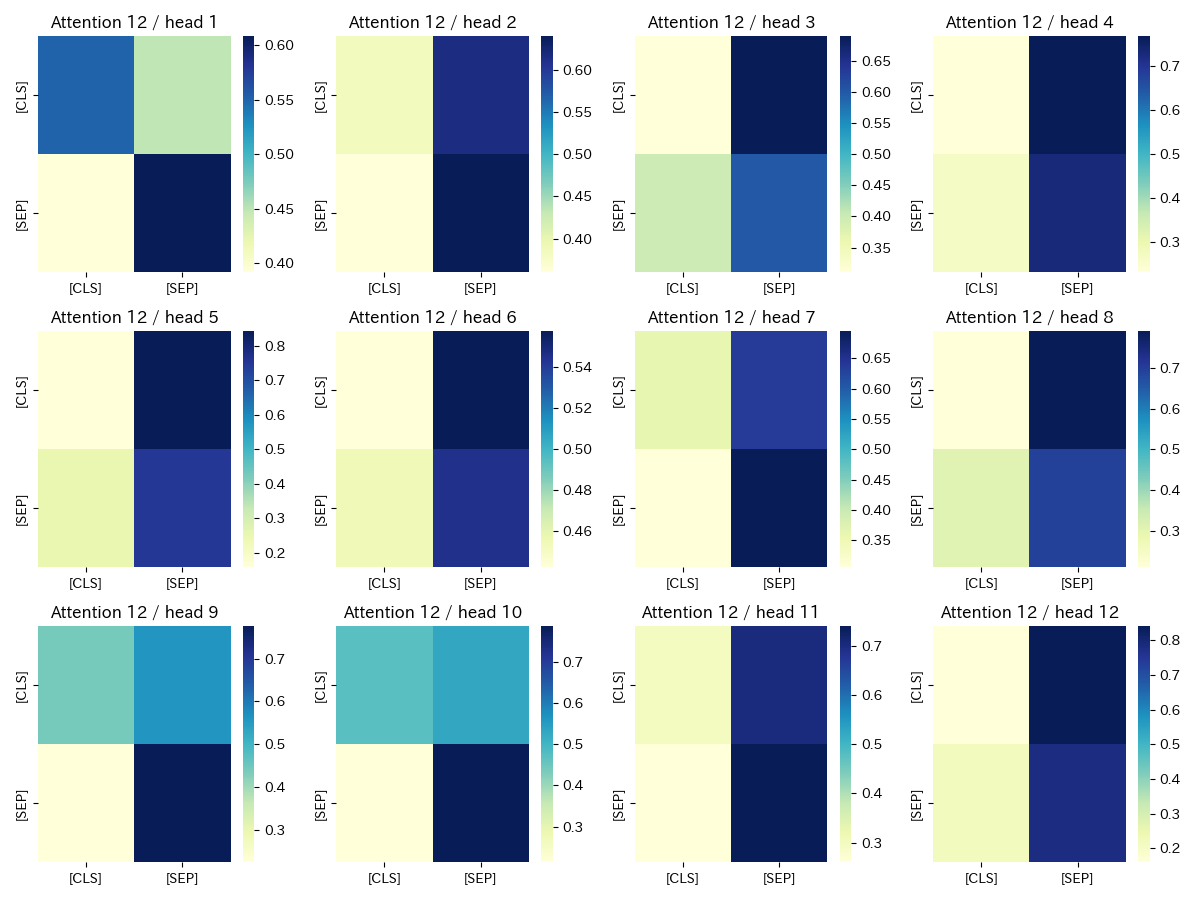 Attention 12 / head 1
[CLS]
[SEP]
[CLS] [SEP]
0.60
0.55
0.50
0.45
0.40
Attention 12 / head 2
[CLS]
[SEP]
[CLS] [SEP]
0.60
0.55
0.50
0.45
0.40
Attention 12 / head 3
[CLS]
[SEP]
[CLS] [SEP]
0.65
0.60
0.55
0.50
0.45
0.40
0.35
Attention 12 / head 4
[CLS]
[SEP]
[CLS] [SEP]
0.7
0.6
0.5
0.4
0.3
Attention 12 / head 5
[CLS]
[SEP]
[CLS] [SEP]
0.8
0.7
0.6
0.5
0.4
0.3
0.2
Attention 12 / head 6
[CLS]
[SEP]
[CLS] [SEP]
0.54
0.52
0.50
0.48
0.46
Attention 12 / head 7
[CLS]
[SEP]
[CLS] [SEP]
0.65
0.60
0.55
0.50
0.45
0.40
0.35
Attention 12 / head 8
[CLS]
[SEP]
[CLS] [SEP]
0.7
0.6
0.5
0.4
0.3
Attention 12 / head 9
[CLS]
[SEP]
[CLS] [SEP]
0.7
0.6
0.5
0.4
0.3
Attention 12 / head 10
[CLS]
[SEP]
[CLS] [SEP]
0.7
0.6
0.5
0.4
0.3
Attention 12 / head 11
[CLS]
[SEP]
[CLS] [SEP]
0.7
0.6
0.5
0.4
0.3
Attention 12 / head 12
[CLS]
[SEP]
[CLS] [SEP]
0.8
0.7
0.6
0.5
0.4
0.3
0.2